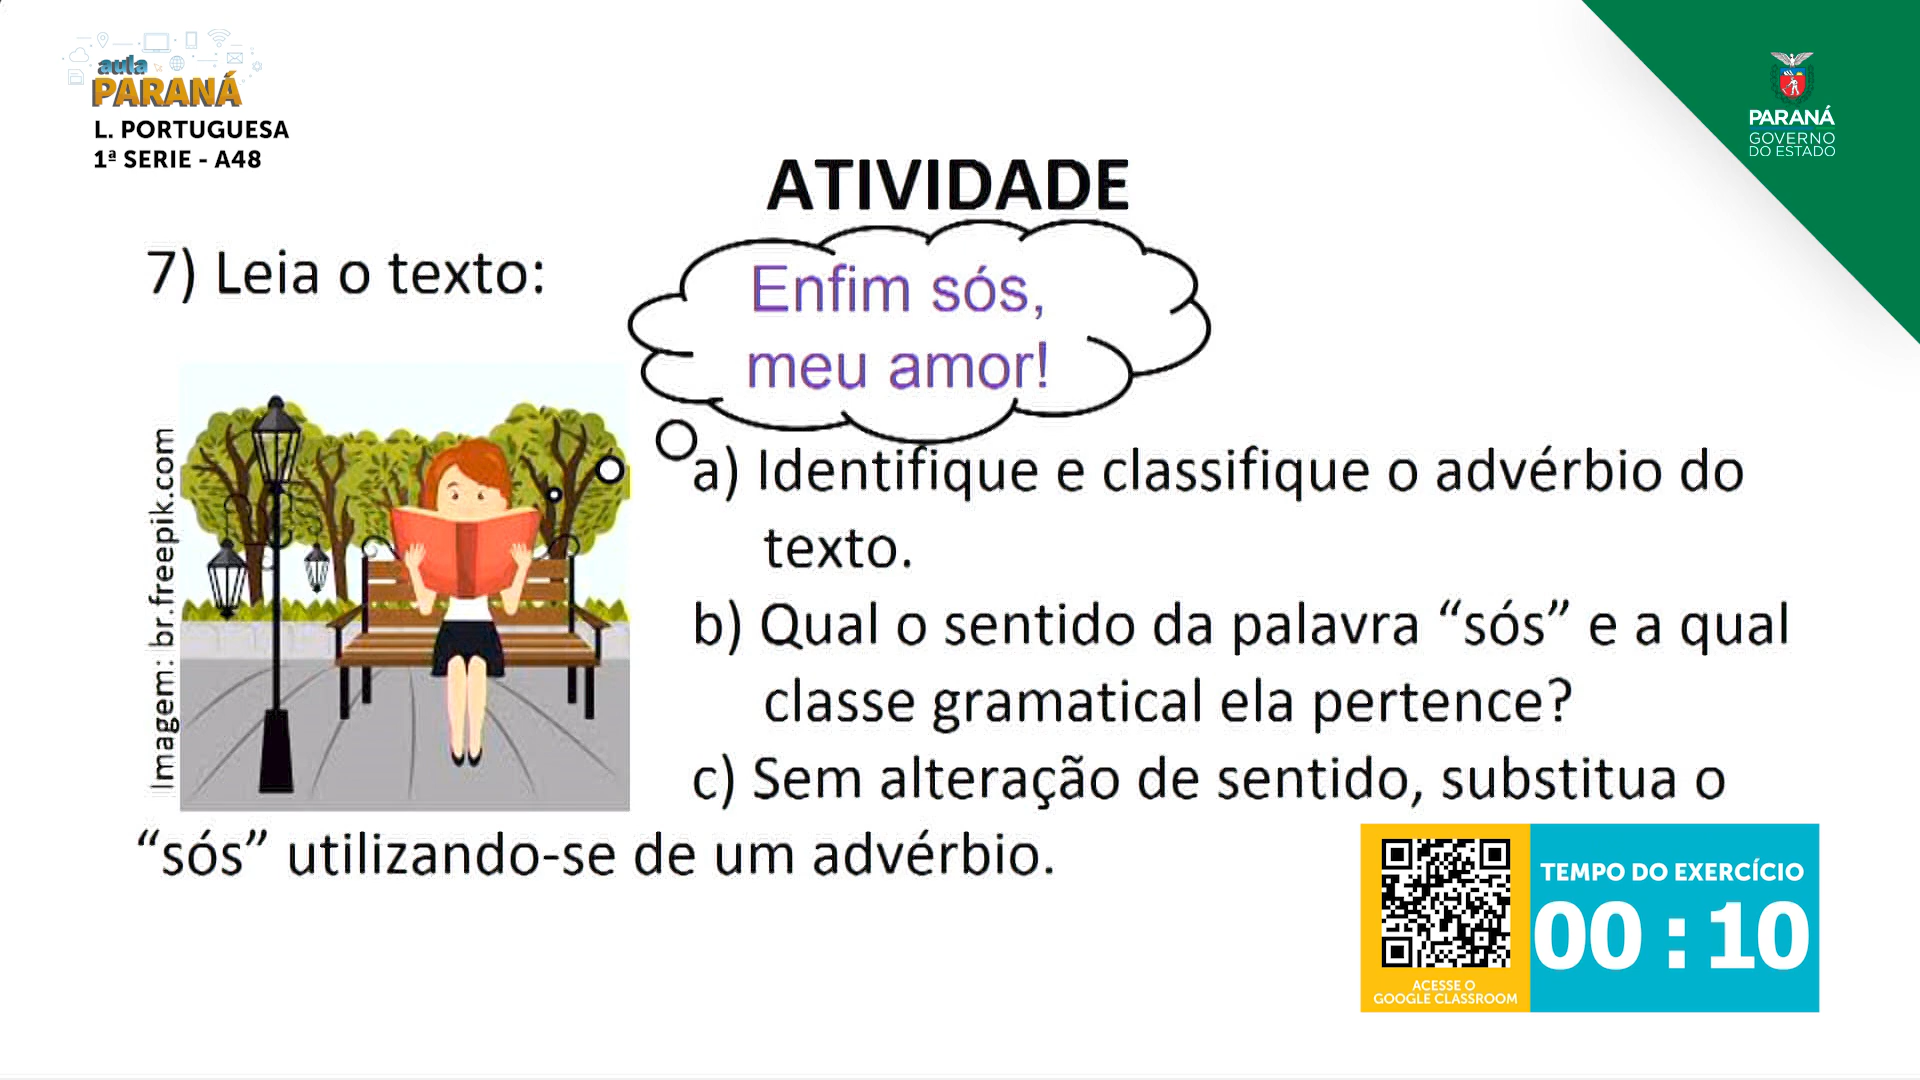 aula
PARANÁ
L. PORTUGUESA
1ª SERIE - A48
PARANÁ
GOVERNO
DO ESTADO
ATIVIDADE
7) Leia o texto:
Enfim sós,
meu amor!
Imagem: br.freepik.com
a) Identifique e classifique o advérbio do
texto.
b) Qual o sentido da palavra “sós” e a qual
classe gramatical ela pertence?
c) Sem alteração de sentido, substitua o
“sós” utilizando-se de um advérbio.
ACESSE O
GOOGLE CLASSROOM
TEMPO DO EXERCÍCIO
00 : 10